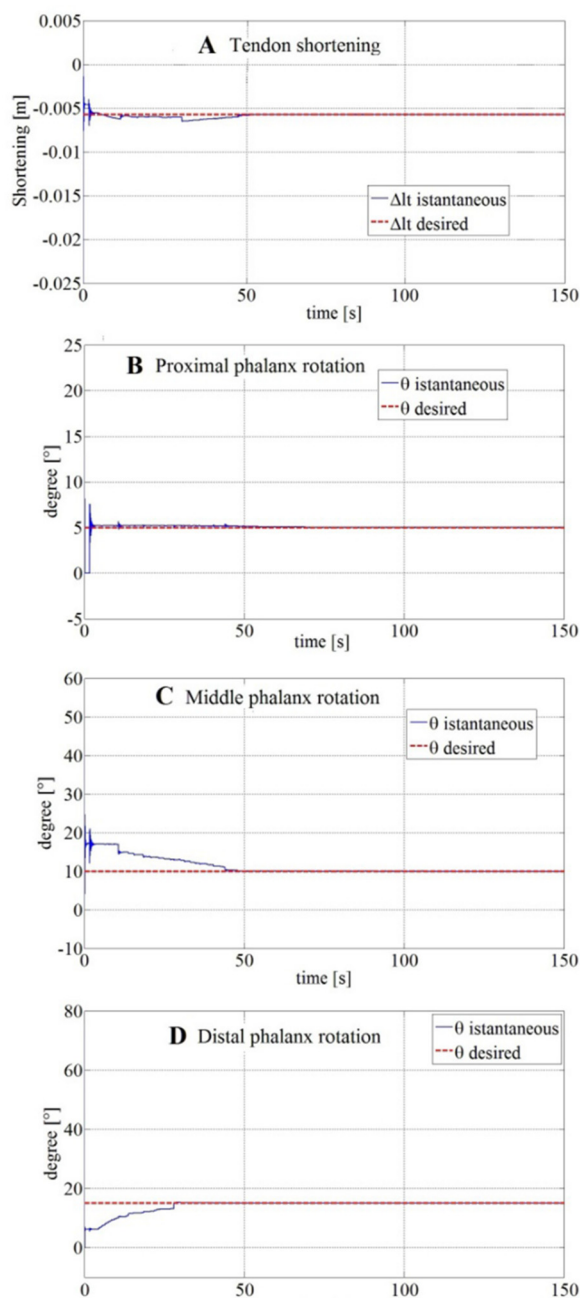 A Tendon shortening
0.005
0
-0.005
-0.01
-0.015
-0.02
-0.025
Shortening [m]
Δlt istantaneous
Δlt desired
0 50 100 150
time [s]
B Proximal phalanx rotation
25
20
15
10
5
0
-5
degree [°]
θ istantaneous
θ desired
0 50 100 150
time [s]
C Middle phalanx rotation
60
50
40
30
20
10
0
-10
degree [°]
θ istantaneous
θ desired
0 50 100 150
time [s]
D Distal phalanx rotation
80
60
40
20
0
degree [°]
θ istantaneous
θ desired
0 50 100 150
time [s]